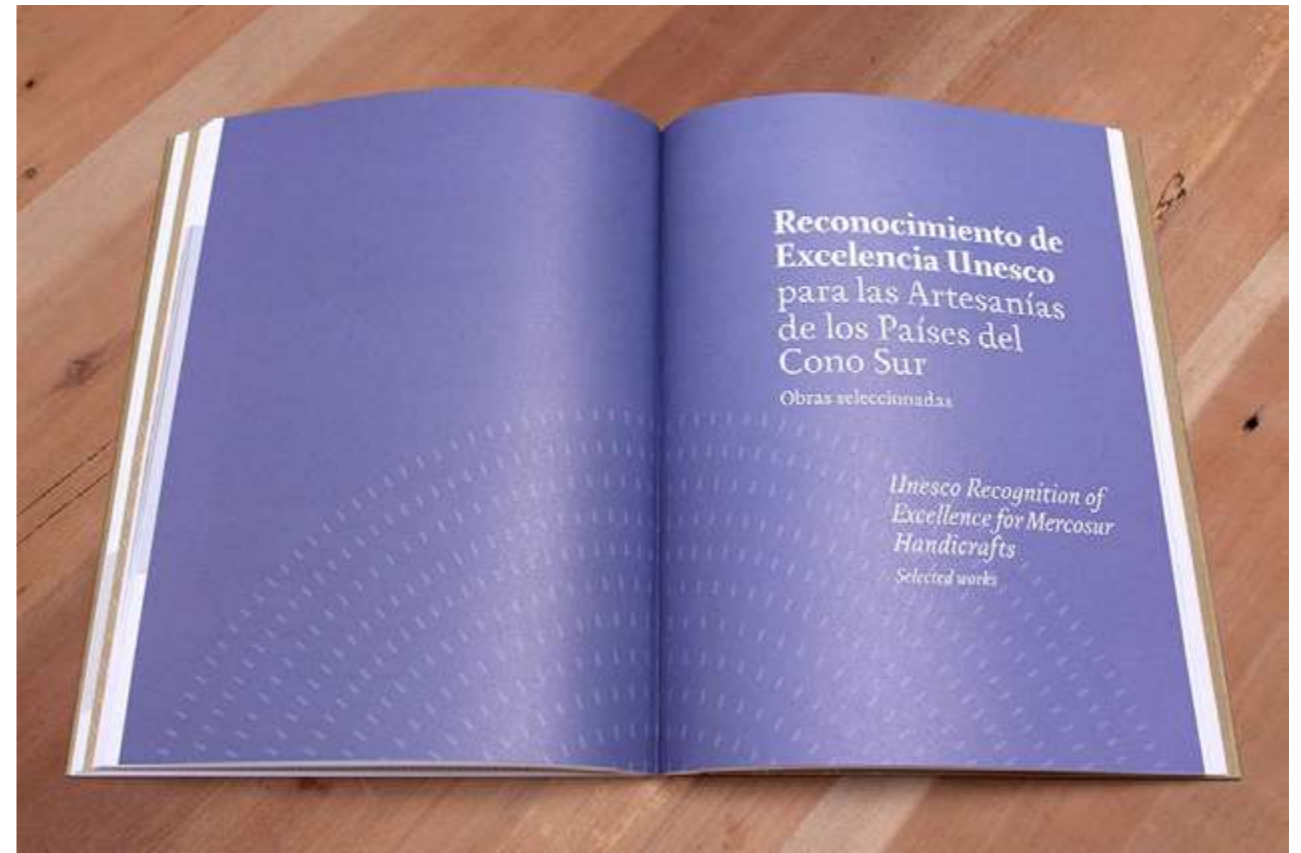 Reconocimiento de
Excelencia Unesco
para las Artesanías
de los Países del
Cono Sur
Obras seleccionadas
Unesco Recognition of
Excellence for Mercosur
Handicrafts
Selected works